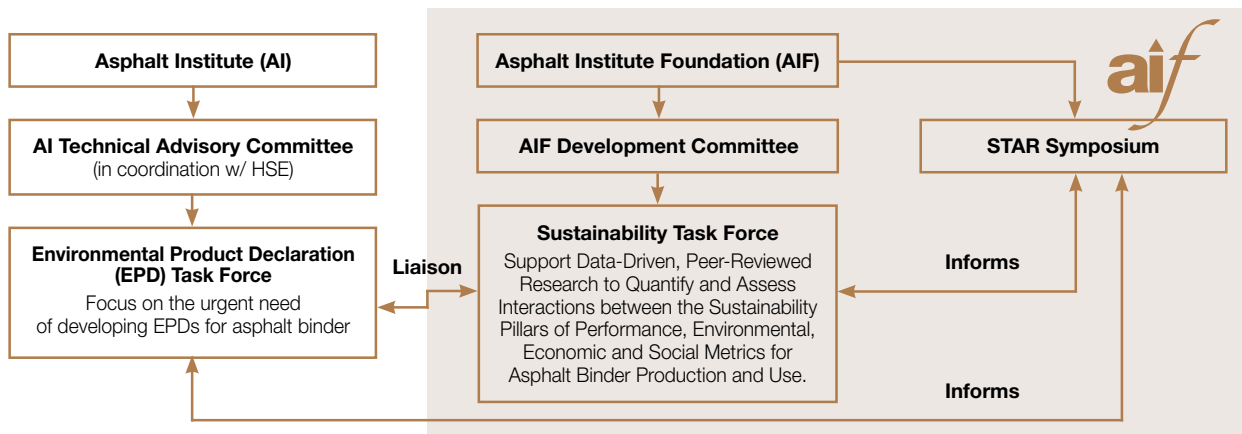 Asphalt Institute (AI)
AI Technical Advisory Committee
(in coordination w/ HSE)
Environmental Product Declaration
(EPD) Task Force
Focus on the urgent need
of developing EPDs for asphalt binder
Liaison
Asphalt Institute Foundation (AIF)
AIF Development Committee
Sustainability Task Force
Support Data-Driven, Peer-Reviewed
Research to Quantify and Assess
Interactions between the Sustainability
Pillars of Performance, Environmental,
Economic and Social Metrics for
Asphalt Binder Production and Use.
aif
STAR Symposium
Informs
Informs